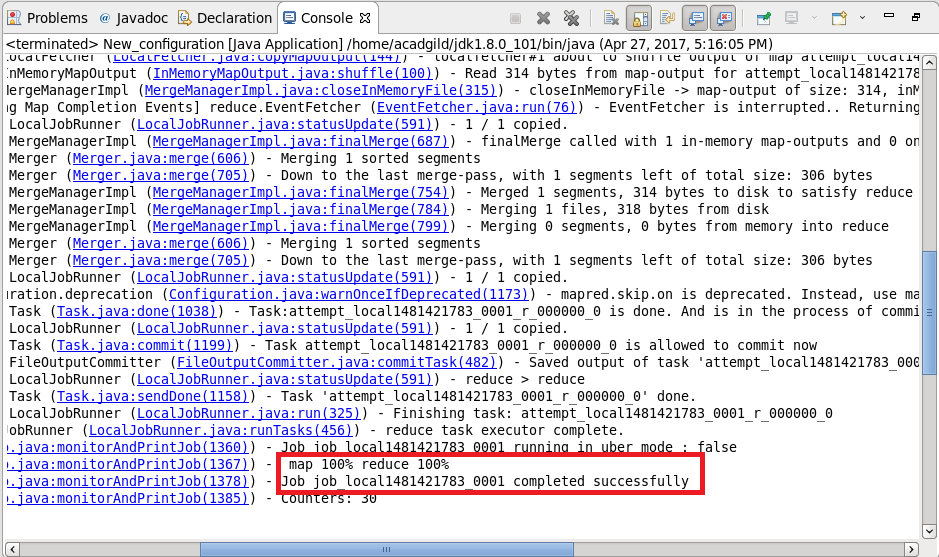 Problems @ Javadoc Declaration Console
<terminated> New_configuration [Java Application] /home/acadgild/jdk1.8.0_101/bin/java (Apr 27, 2017, 5:16:05 PM)
(LocalFetcher.java:copyMapOutput(144)) - localfetcher#1 about to shuffle output of map attempt_local14
InMemoryMapOutput (InMemoryMapOutput.java:shuffle(100)) - Read 314 bytes from map-output for attempt_local1481421783
MergeManagerImpl (MergeManagerImpl.java:closeInMemoryFile(315)) - closeInMemoryFile -> map-output of size: 314, inM
ng Map Completion Events] reduce.EventFetcher (EventFetcher.java:run(76)) - EventFetcher is interrupted.. Returning
LocalJobRunner (LocalJobRunner.java:statusUpdate(591)) - 1 / 1 copied.
MergeManagerImpl (MergeManagerImpl.java:finalMerge(687)) - finalMerge called with 1 in-memory map-outputs and 0 on
Merger (Merger.java:merge(606)) - Merging 1 sorted segments
Merger (Merger.java:merge(705)) - Down to the last merge-pass, with 1 segments left of total size: 306 bytes
MergeManagerImpl (MergeManagerImpl.java:finalMerge(754)) - Merged 1 segments, 314 bytes to disk to satisfy reduce
MergeManagerImpl (MergeManagerImpl.java:finalMerge(784)) - Merging 1 files, 318 bytes from disk
MergeManagerImpl (MergeManagerImpl.java:finalMerge(799)) - Merging 0 segments, 0 bytes from memory into reduce
Merger (Merger.java:merge(606)) - Merging 1 sorted segments
Merger (Merger.java:merge(705)) - Down to the last merge-pass, with 1 segments left of total size: 306 bytes
LocalJobRunner (LocalJobRunner.java:statusUpdate(591)) - 1 / 1 copied.
uration.deprecation (Configuration.java:warnOnceIfDeprecated(1173)) - mapred.skip.on is deprecated. Instead, use ma
Task (Task.java:done(1038)) - Task:attempt_local1481421783_0001_r_000000_0 is done. And is in the process of commi
LocalJobRunner (LocalJobRunner.java:statusUpdate(591)) - 1 / 1 copied.
Task (Task.java:commit(1199)) - Task attempt_local1481421783_0001_r_000000_0 is allowed to commit now
FileOutputCommitter (FileOutputCommitter.java:commitTask(482)) - Saved output of task 'attempt_local1481421783_000
LocalJobRunner (LocalJobRunner.java:statusUpdate(591)) - reduce > reduce
Task (Task.java:sendDone(1158)) - Task 'attempt_local1481421783_0001_r_000000_0' done.
LocalJobRunner (LocalJobRunner.java:run(325)) - Finishing task: attempt_local1481421783_0001_r_000000_0
JobRunner (LocalJobRunner.java:runTasks(456)) - reduce task executor complete.
b.java:monitorAndPrintJob(1360)) - Job job_local1481421783_0001 running in uber mode : false
b.java:monitorAndPrintJob(1367)) - map 100% reduce 100%
b.java:monitorAndPrintJob(1378)) - Job job_local1481421783_0001 completed successfully
b.java:monitorAndPrintJob(1385)) - Counters: 30